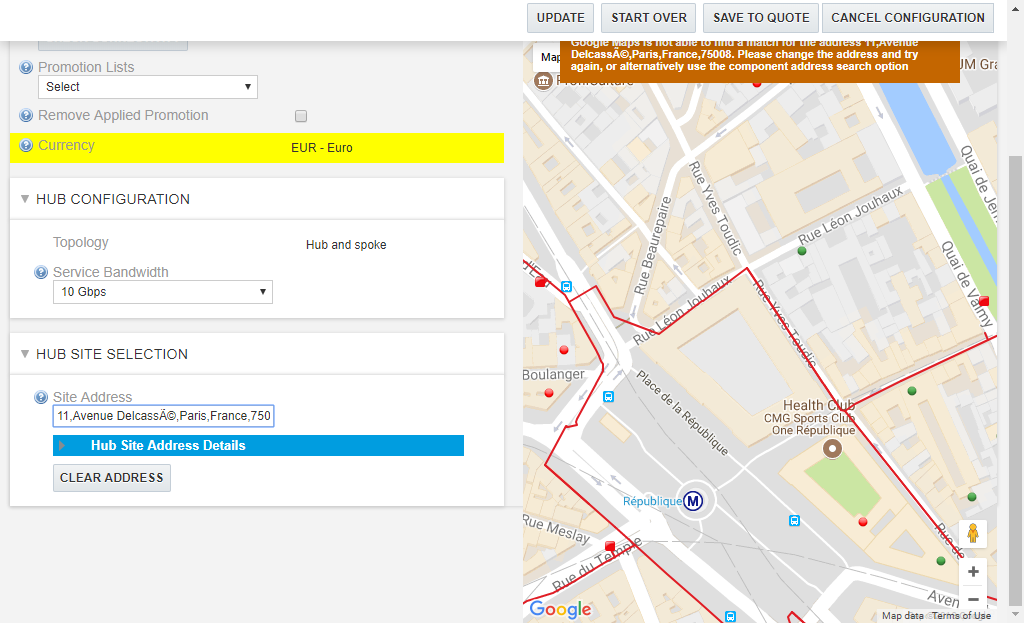 UPDATE
START OVER
SAVE TO QUOTE
CANCEL CONFIGURATION
Promotion Lists
Select
Remove Applied Promotion
Currency
EUR - Euro
HUB CONFIGURATION
Topology
Hub and spoke
Service Bandwidth
10 Gbps
HUB SITE SELECTION
Site Address
11,Avenue DelcassÃ©,Paris,France,750
Hub Site Address Details
CLEAR ADDRESS
Map
Google Maps is not able to find a match for the address 11,Avenue
DelcassÃ©,Paris,France,75008. Please change the address and try
again, or alternatively use the component address search option
Rue Yves Toudic
Rue Beaurepaire
Rue Léon Jouhaux
Quai de Jem
Quai de Valmy
Rue Léon Jouhaux
Rue Yves Toudic
Boulanger
Place de la République
Health Club
CMG Sports Club
One République
République
M
Rue Meslay
Rue du Temple
Rue de
Aven
Google
Map data
Terms of Use